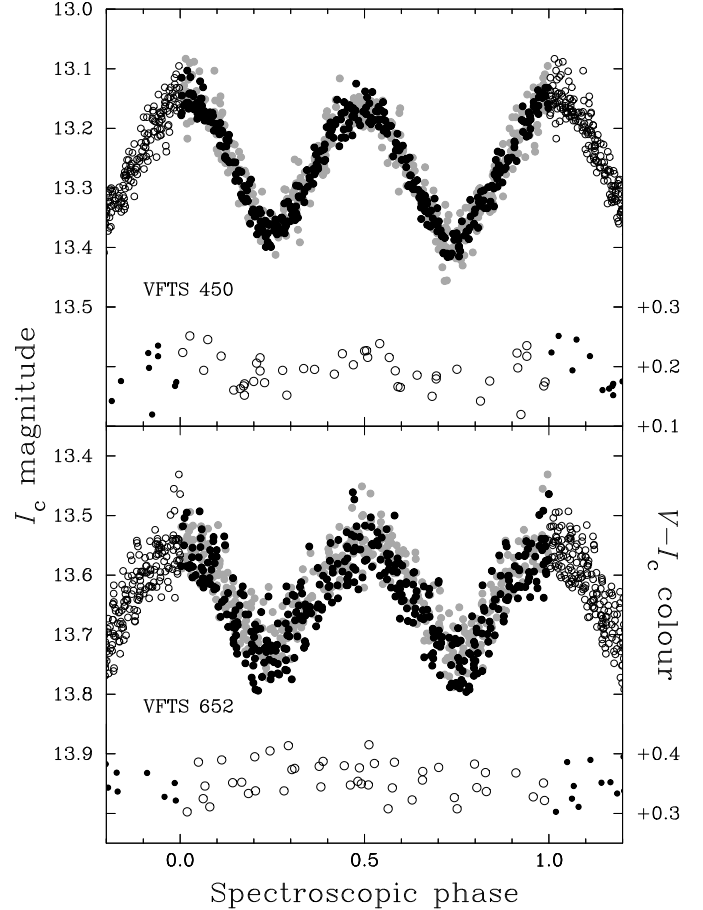 13.0
13.1
13.2
13.3
13.4
13.5
VFTS 450
+0.3
+0.2
+0.1
13.4
13.5
13.6
13.7
13.8
13.9
VFTS 652
+0.4
+0.3
0.0 0.5 1.0
Spectroscopic phase
I_c magnitude
V−I_c colour